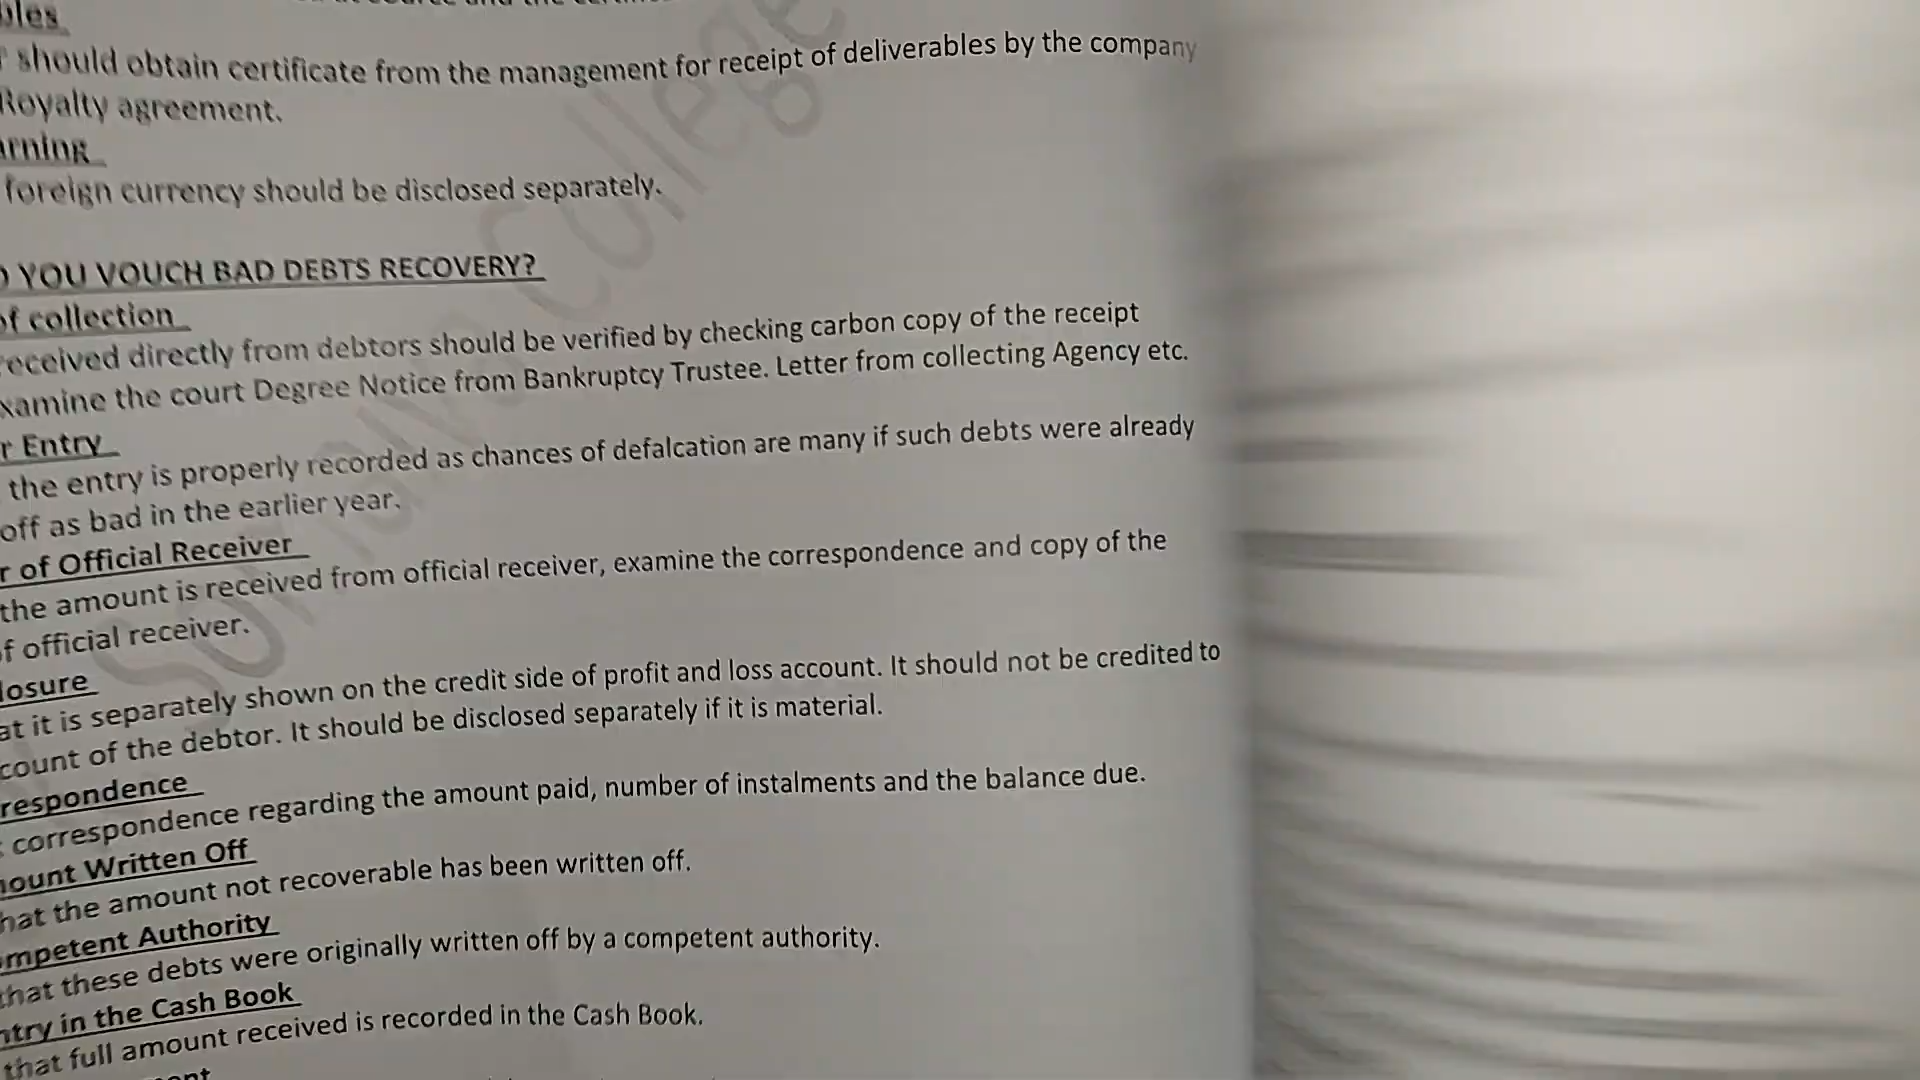 should obtain certificate from the management for receipt of deliverables by the company
Royalty agreement.
foreign currency should be disclosed separately.
YOU VOUCH BAD DEBTS RECOVERY?
of collection
received directly from debtors should be verified by checking carbon copy of the receipt
examine the court Degree Notice from Bankruptcy Trustee. Letter from collecting Agency etc.
r Entry
the entry is properly recorded as chances of defalcation are many if such debts were already
off as bad in the earlier year.
r of Official Receiver
the amount is received from official receiver, examine the correspondence and copy of the
f official receiver.
losure
at it is separately shown on the credit side of profit and loss account. It should not be credited to
count of the debtor. It should be disclosed separately if it is material.
respondence
correspondence regarding the amount paid, number of instalments and the balance due.
ount Written Off
hat the amount not recoverable has been written off.
mpetent Authority
that these debts were originally written off by a competent authority.
ntry in the Cash Book
that full amount received is recorded in the Cash Book.
College